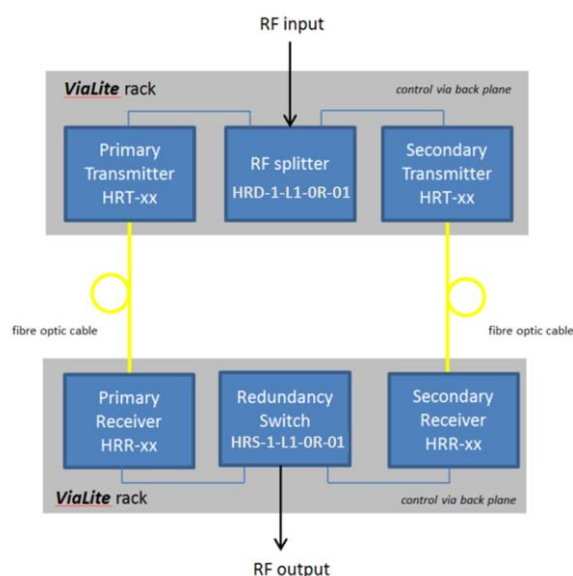 RF input
ViaLite rack
control via back plane
Primary
Transmitter
HRT-xx
RF splitter
HRD-1-L1-0R-01
Secondary
Transmitter
HRT-xx
fibre optic cable
fibre optic cable
Primary
Receiver
HRR-xx
Redundancy
Switch
HRS-1-L1-0R-01
Secondary
Receiver
HRR-xx
ViaLite rack
control via back plane
RF output